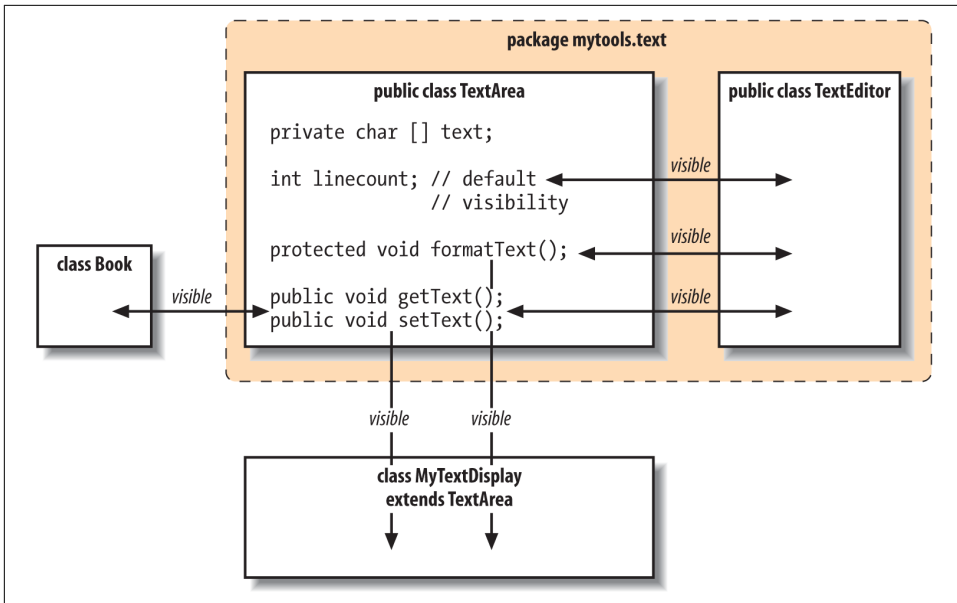 package mytools.text
public class TextArea
private char [] text;
int linecount; // default
// visibility
protected void formatText();
public void getText();
public void setText();
public class TextEditor
visible
visible
visible
class Book
visible
visible
visible
class MyTextDisplay
extends TextArea